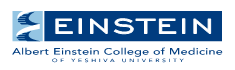 EINSTEIN
Albert Einstein College of Medicine
OF YESHIVA UNIVERSITY